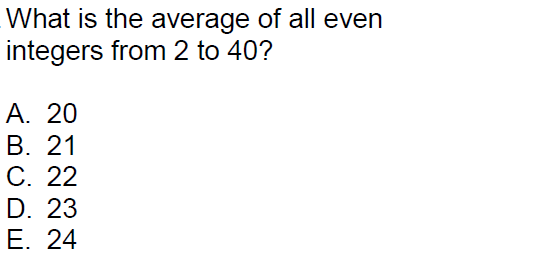 What is the average of all even
integers from 2 to 40?
A. 20
B. 21
C. 22
D. 23
E. 24